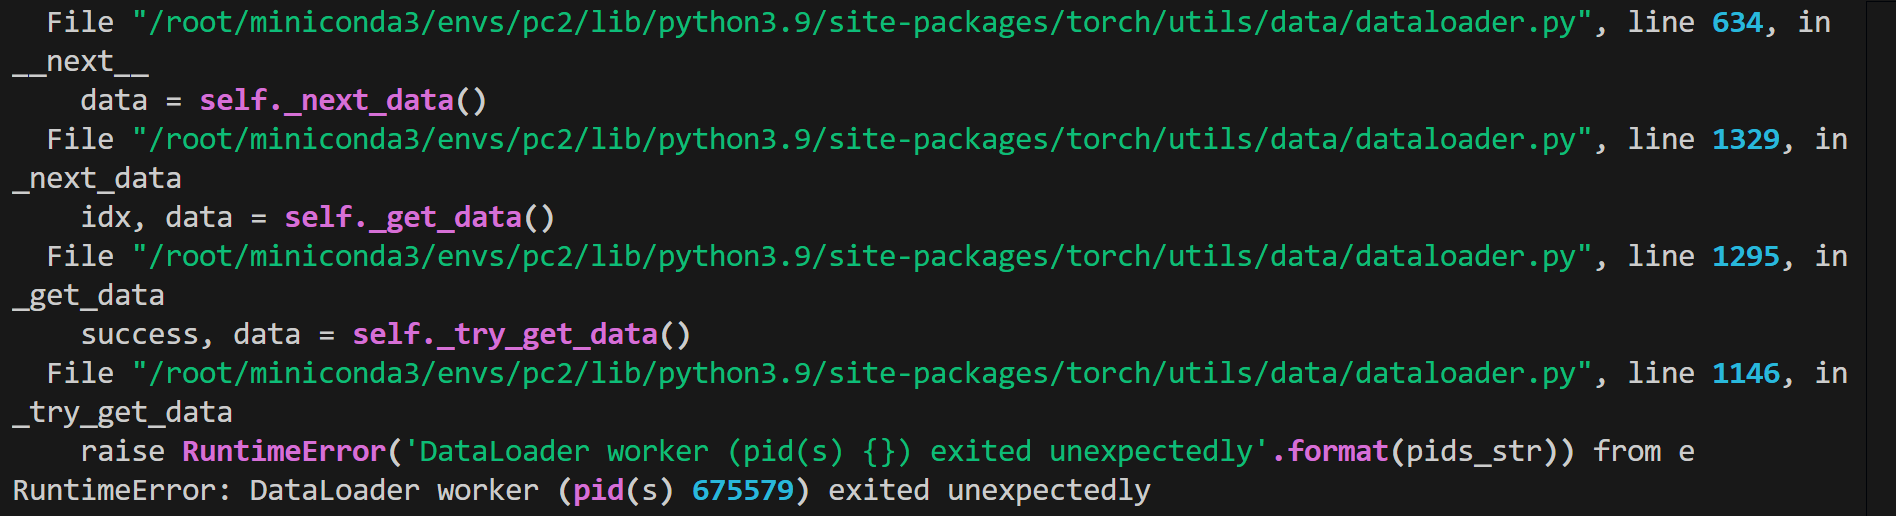 File "/root/miniconda3/envs/pc2/lib/python3.9/site-packages/torch/utils/data/dataloader.py", line 634, in
__next__
    data = self._next_data()
  File "/root/miniconda3/envs/pc2/lib/python3.9/site-packages/torch/utils/data/dataloader.py", line 1329, in
_next_data
    idx, data = self._get_data()
  File "/root/miniconda3/envs/pc2/lib/python3.9/site-packages/torch/utils/data/dataloader.py", line 1295, in
_get_data
    success, data = self._try_get_data()
  File "/root/miniconda3/envs/pc2/lib/python3.9/site-packages/torch/utils/data/dataloader.py", line 1146, in
_try_get_data
    raise RuntimeError('DataLoader worker (pid(s) {}) exited unexpectedly'.format(pids_str)) from e
RuntimeError: DataLoader worker (pid(s) 675579) exited unexpectedly